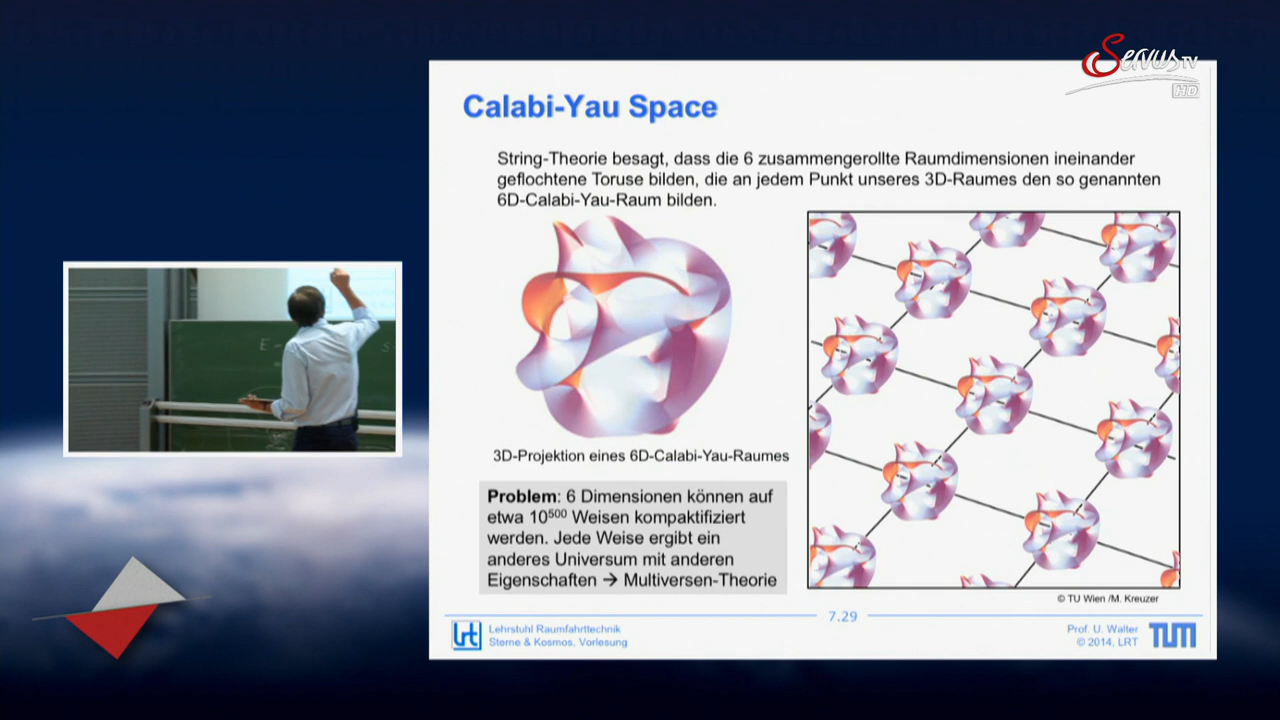 Servus TV
HD
Calabi-Yau Space
String-Theorie besagt, dass die 6 zusammengerollte Raumdimensionen ineinander
geflochtene Toruse bilden, die an jedem Punkt unseres 3D-Raumes den so genannten
6D-Calabi-Yau-Raum bilden.
3D-Projektion eines 6D-Calabi-Yau-Raumes
Problem: 6 Dimensionen können auf
etwa 10⁵⁰⁰ Weisen kompaktifiziert
werden. Jede Weise ergibt ein
anderes Universum mit anderen
Eigenschaften → Multiversen-Theorie
© TU Wien /M. Kreuzer
7.29
lrt
Lehrstuhl Raumfahrttechnik
Sterne & Kosmos, Vorlesung
Prof. U. Walter
© 2014, LRT
TUM
E =